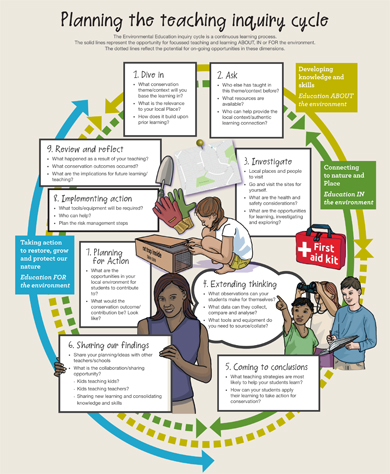 Planning the teaching inquiry cycle
The Environmental Education inquiry cycle is a continuous learning process.
The solid lines represent the opportunity for focussed teaching and learning ABOUT, IN or FOR the environment.
The dotted lines reflect the potential for on-going opportunities in these dimensions.
1. Dive in
• What conservation
theme/context will you
base the learning in?
• What is the relevance
to your local Place?
• How does it build upon
prior learning?
2. Ask
• Who else has taught in
this theme/context before?
• What resources are
available?
• Who can help provide the
local context/authentic
learning connection?
Developing
knowledge and
skills
Education ABOUT
the environment
9. Review and reflect
• What happened as a result of your teaching?
• What conservation outcomes occurred?
• What are the implications for future learning/
teaching?
3. Investigate
• Local places and people
to visit
• Go and visit the sites for
yourself.
• What are the health and
safety considerations?
• What are the opportunities
for learning, investigating
and exploring?
Connecting
to nature and
Place
Education IN
the environment
8. Implementing action
• What tools/equipment will be required?
• Who can help?
• Plan the risk management steps
First
aid kit
Taking action
to restore, grow
and protect our
nature
Education FOR
the environment
7. Planning
for Action
• What are the
opportunities in your
local environment for
students to contribute
to?
• What would the
conservation outcome/
contribution be? Look
like?
4. Extending thinking
• What observations can your
students make for themselves?
• What data can they collect,
compare and analyse?
• What tools and equipment do
you need to source/collate?
6. Sharing our findings
• Share your planning/ideas with other
teachers/schools
• What is the collaboration/sharing
opportunity?
- Kids teaching kids?
- Kids teaching teachers?
- Sharing new learning and consolidating
knowledge and skills
5. Coming to conclusions
• What teaching strategies are most
likely to help your students learn?
• How can your students apply
their learning to take action for
conservation?